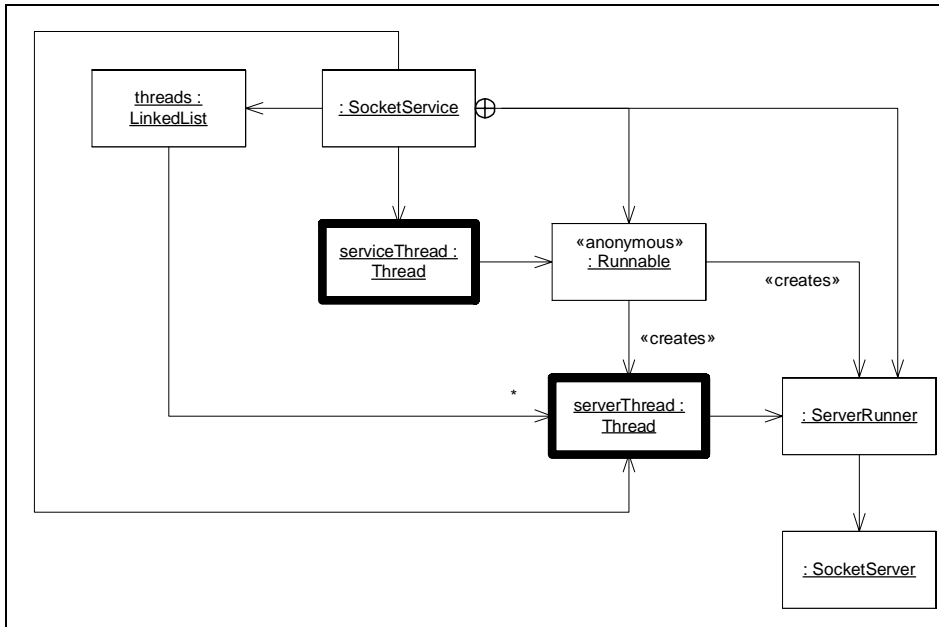 threads :
LinkedList
: SocketService
serviceThread :
Thread
«anonymous»
: Runnable
«creates»
«creates»
*
serverThread :
Thread
: ServerRunner
: SocketServer